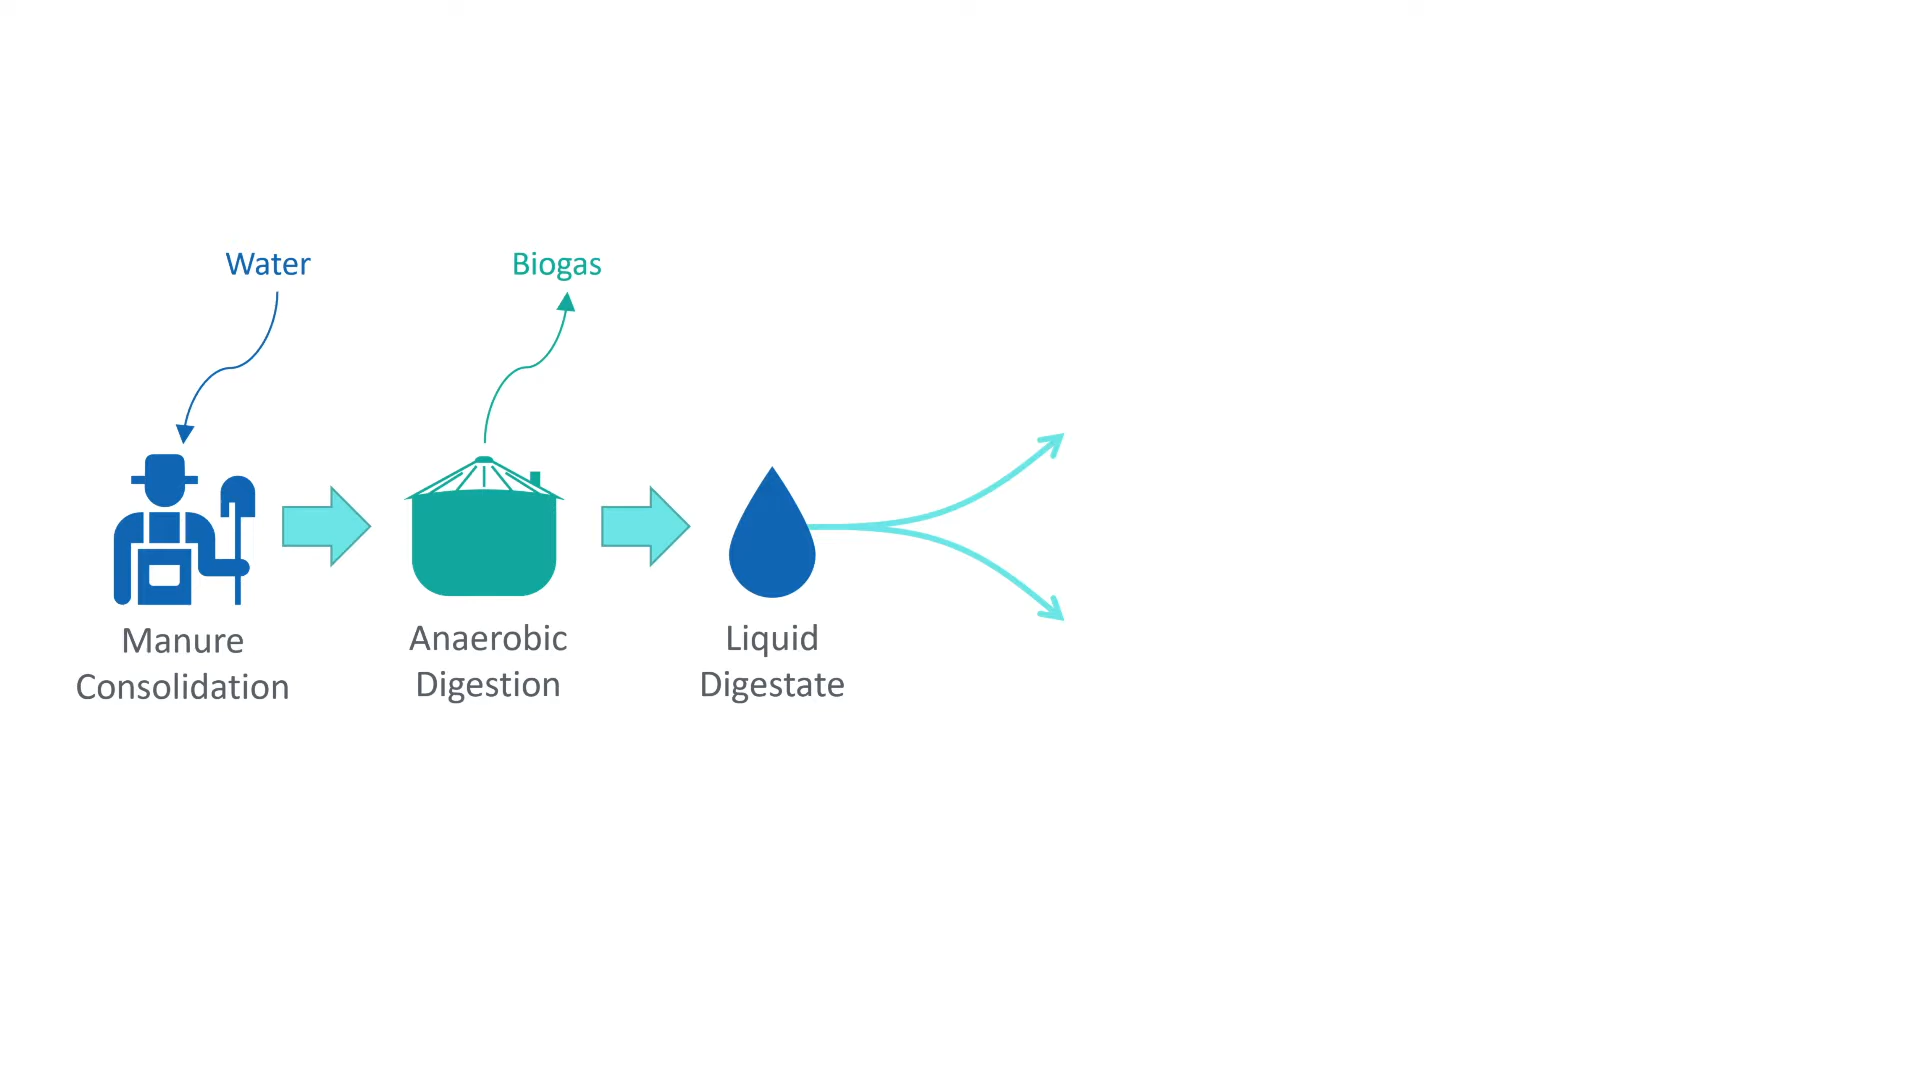 Water
Biogas
Manure
Consolidation
Anaerobic
Digestion
Liquid
Digestate